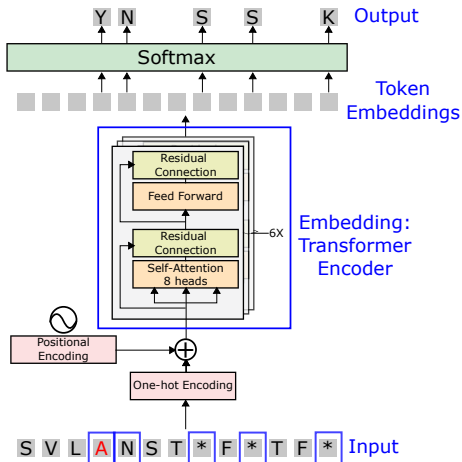 Y N S S K Output
Softmax
Token
Embeddings
Residual
Connection
Feed Forward
Residual
Connection
Self-Attention
8 heads
6X
Embedding:
Transformer
Encoder
Positional
Encoding
One-hot Encoding
S V L A N S T * F * T F * Input